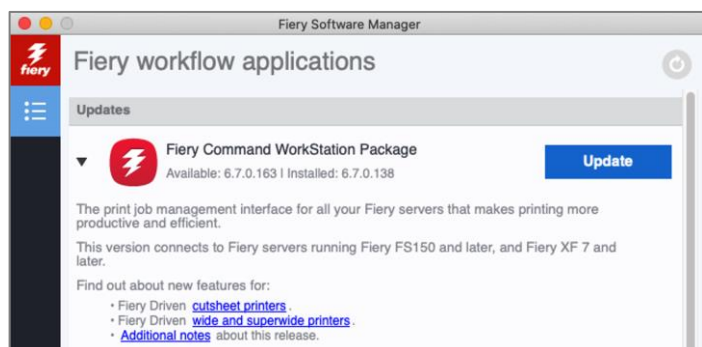 Fiery Software Manager
fiery
Fiery workflow applications
Updates
Fiery Command WorkStation Package
Available: 6.7.0.163 | Installed: 6.7.0.138
Update
The print job management interface for all your Fiery servers that makes printing more
productive and efficient.
This version connects to Fiery servers running Fiery FS150 and later, and Fiery XF 7 and
later.
Find out about new features for:
• Fiery Driven cutsheet printers .
• Fiery Driven wide and superwide printers .
• Additional notes about this release.